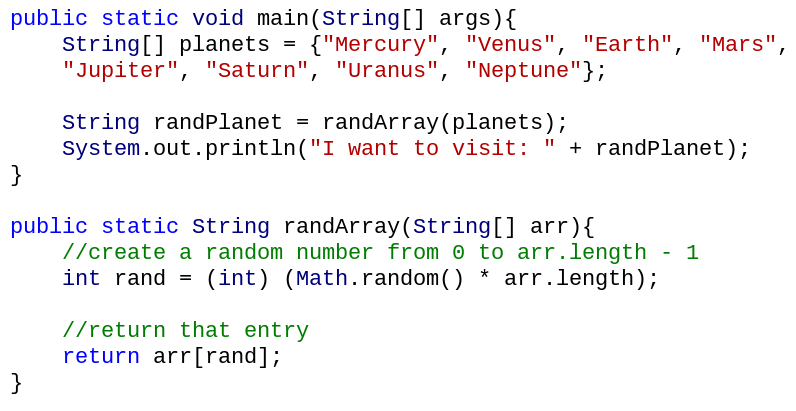 public static void main(String[] args){
    String[] planets = {"Mercury", "Venus", "Earth", "Mars",
    "Jupiter", "Saturn", "Uranus", "Neptune"};
    String randPlanet = randArray(planets);
    System.out.println("I want to visit: " + randPlanet);
}
public static String randArray(String[] arr){
    //create a random number from 0 to arr.length - 1
    int rand = (int) (Math.random() * arr.length);
    //return that entry
    return arr[rand];
}